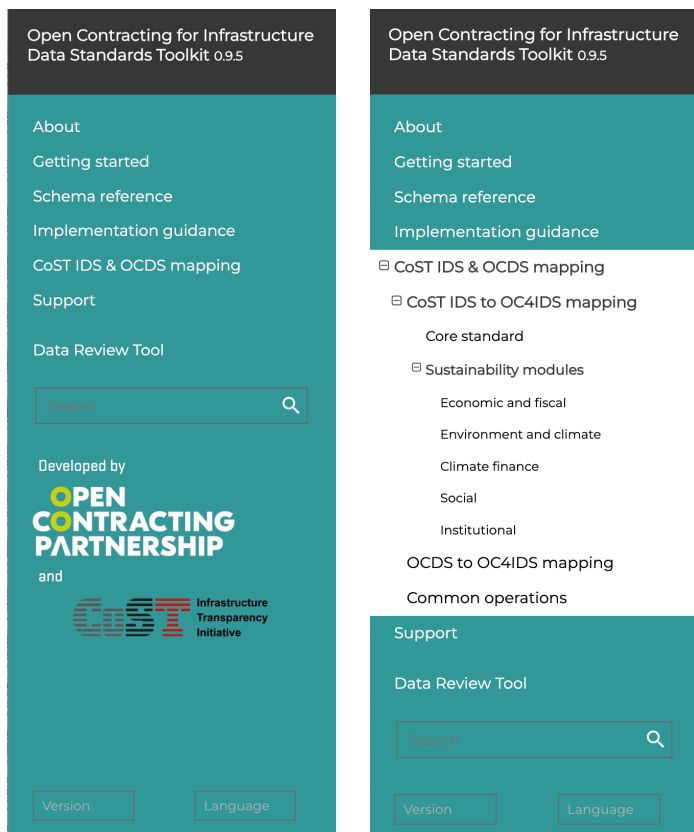 Open Contracting for Infrastructure
Data Standards Toolkit 0.9.5
About
Getting started
Schema reference
Implementation guidance
CoST IDS & OCDS mapping
Support
Data Review Tool
Search
Developed by
OPEN
CONTRACTING
PARTNERSHIP
and
CoST
Infrastructure
Transparency
Initiative
Version
Language
Open Contracting for Infrastructure
Data Standards Toolkit 0.9.5
About
Getting started
Schema reference
Implementation guidance
CoST IDS & OCDS mapping
CoST IDS to OC4IDS mapping
Core standard
Sustainability modules
Economic and fiscal
Environment and climate
Climate finance
Social
Institutional
OCDS to OC4IDS mapping
Common operations
Support
Data Review Tool
Search
Version
Language